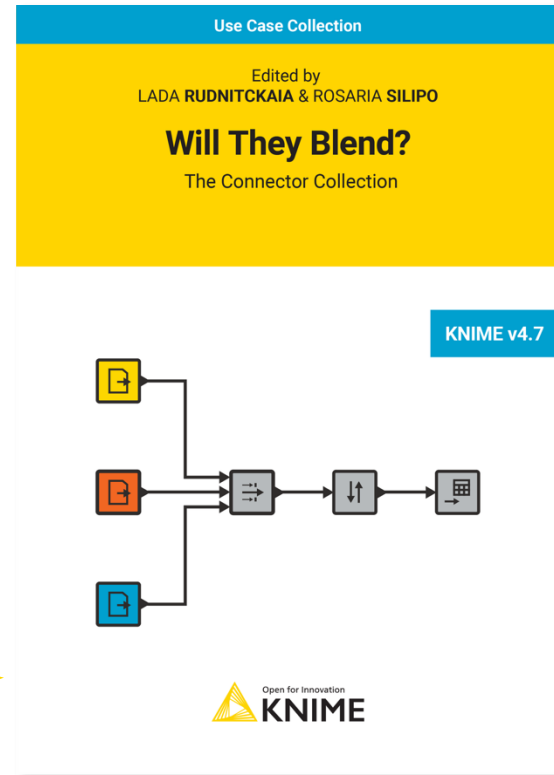 Use Case Collection
Edited by
LADA RUDNITCKAIA & ROSARIA SILIPO
Will They Blend?
The Connector Collection
KNIME v4.7
Open for Innovation
KNIME